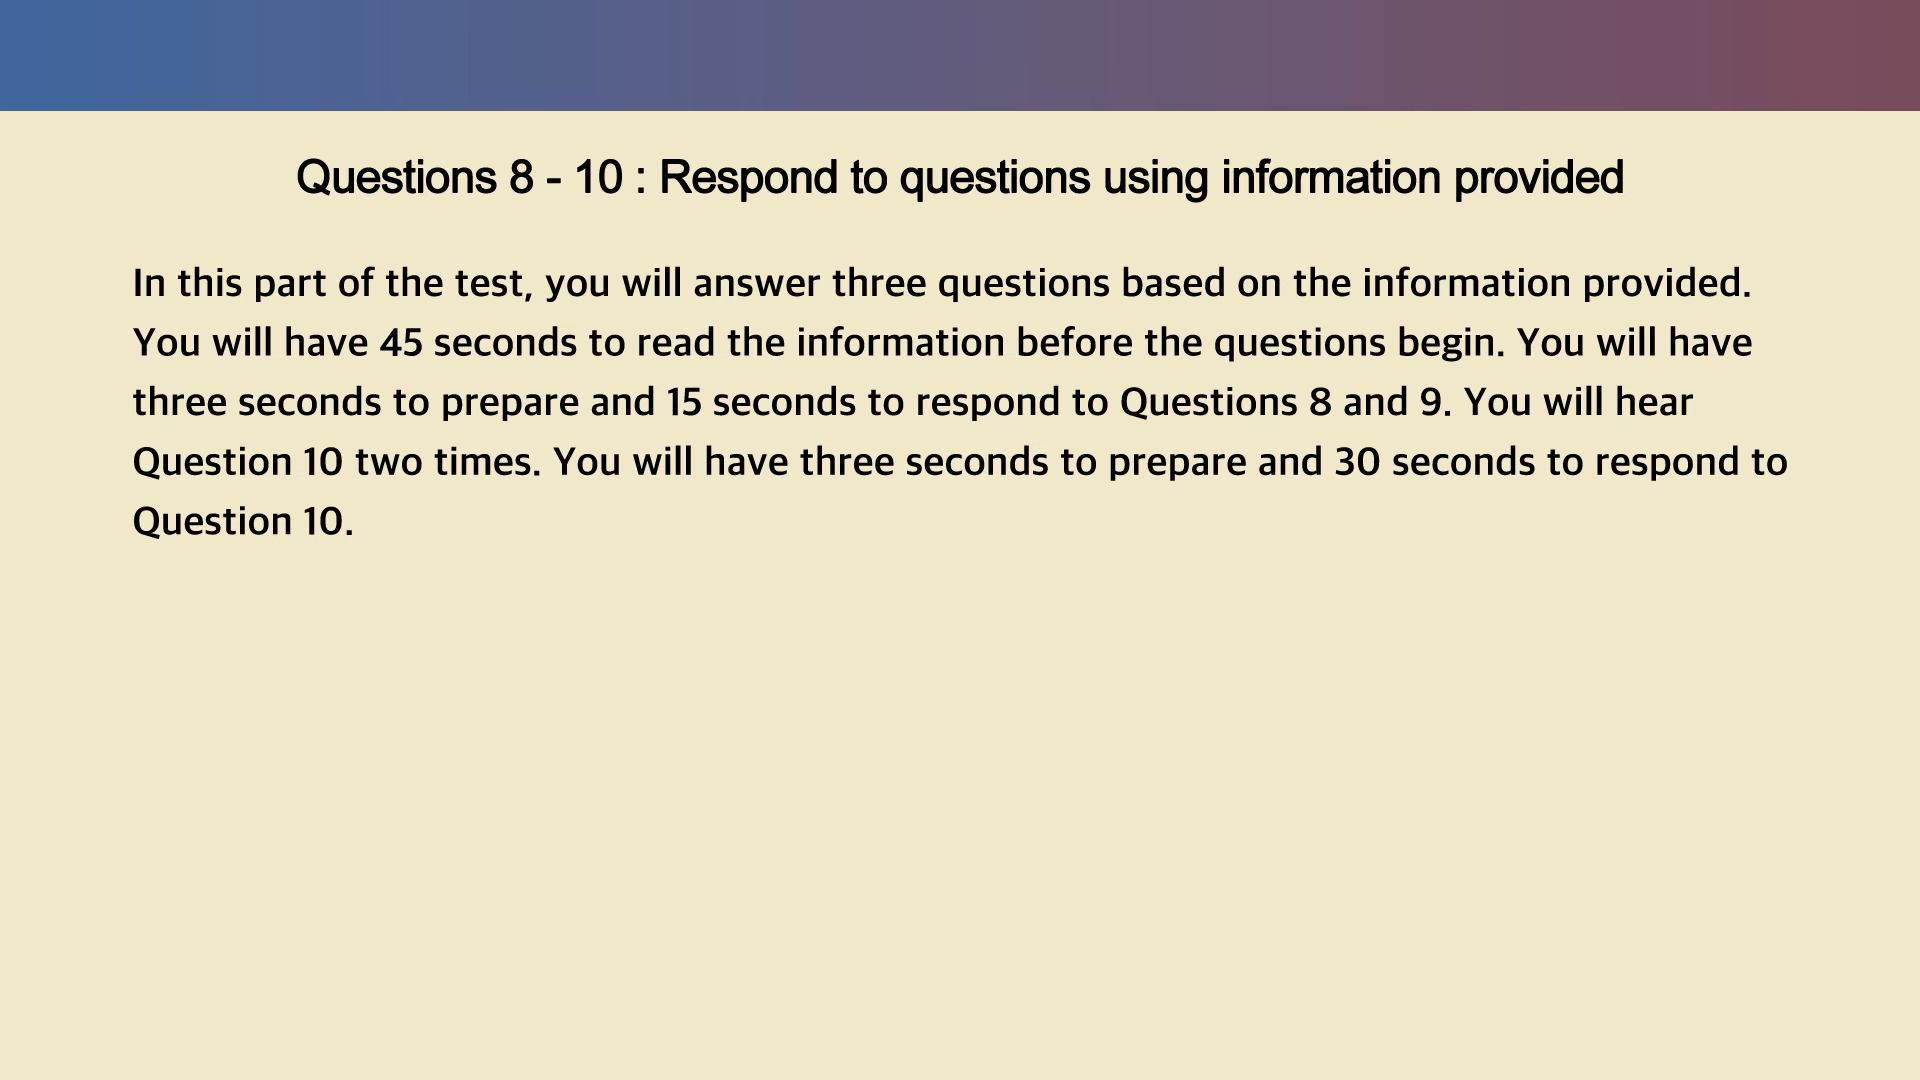 Questions 8 - 10 : Respond to questions using information provided
In this part of the test, you will answer three questions based on the information provided.
You will have 45 seconds to read the information before the questions begin. You will have
three seconds to prepare and 15 seconds to respond to Questions 8 and 9. You will hear
Question 10 two times. You will have three seconds to prepare and 30 seconds to respond to
Question 10.